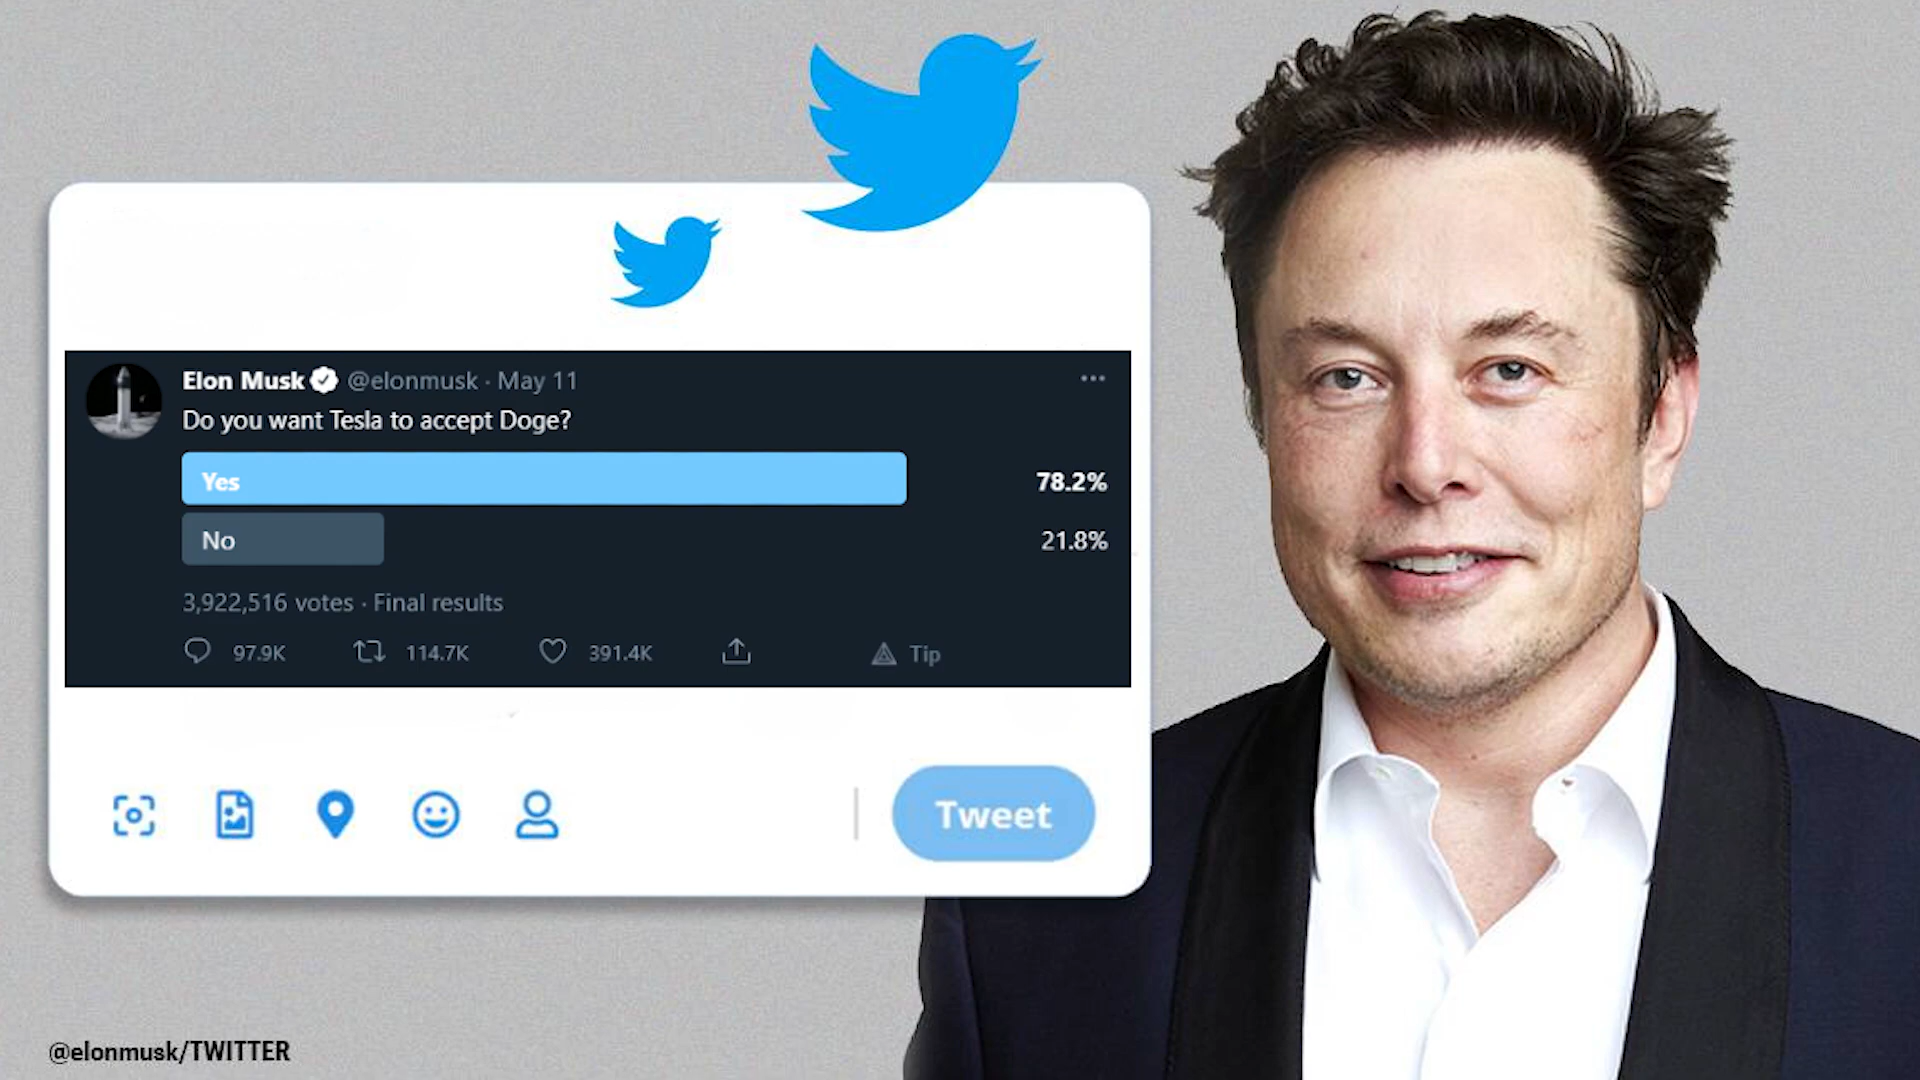 Elon Musk @elonmusk · May 11
Do you want Tesla to accept Doge?
Yes 78.2%
No 21.8%
3,922,516 votes · Final results
97.9K 114.7K 391.4K Tip
Tweet
@elonmusk/TWITTER